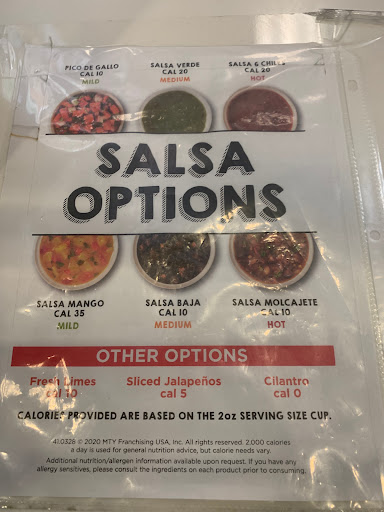 PICO DE GALLO SALSA VERDE SALSA 6 CHILES
CAL 10 CAL 20 CAL 20
MILD MEDIUM HOT
SALSA
OPTIONS
SALSA MANGO SALSA BAJA SALSA MOLCAJETE
CAL 35 CAL 10 CAL 10
MILD MEDIUM HOT
OTHER OPTIONS
Fresh Limes Sliced Jalapeños Cilantro
cal 10 cal 5 cal 0
CALORIES PROVIDED ARE BASED ON THE 2oz SERVING SIZE CUP.
41.0328 © 2020 MTY Franchising USA, Inc. All rights reserved. 2,000 calories
a day is used for general nutrition advice, but calorie needs vary.
Additional nutrition/allergen information available upon request. If you have any
allergy sensitives, please consult the ingredients on each product prior to consuming.